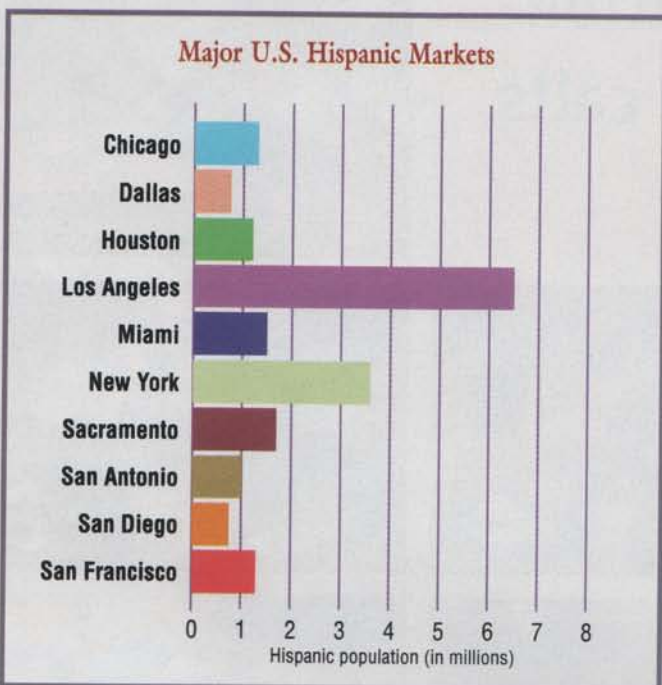 Major U.S. Hispanic Markets
Chicago
Dallas
Houston
Los Angeles
Miami
New York
Sacramento
San Antonio
San Diego
San Francisco
0 1 2 3 4 5 6 7 8
Hispanic population (in millions)